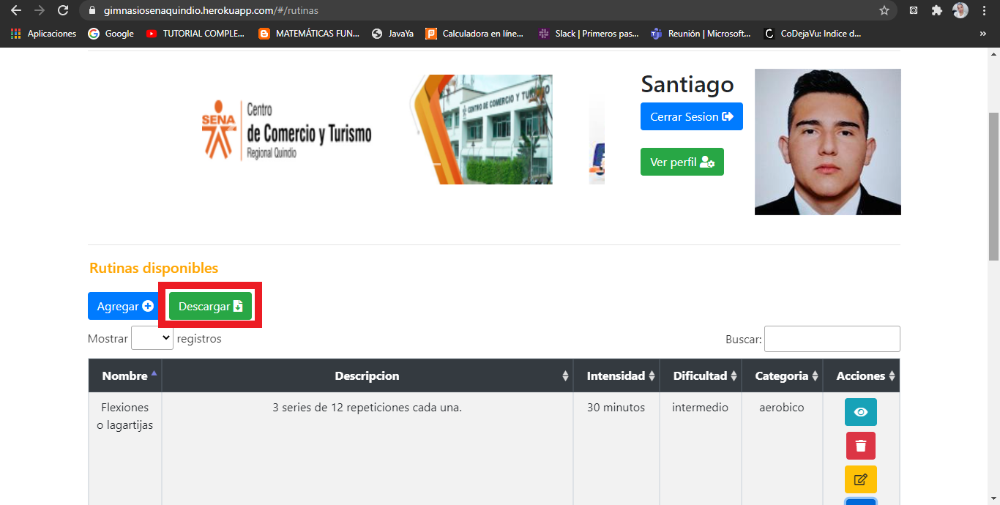 gimnasiosenaquindio.herokuapp.com/#/rutinas
Aplicaciones Google TUTORIAL COMPLE... MATEMÁTICAS FUN... JavaYa Calculadora en líne... Slack | Primeros pas... Reunión | Microsoft... CoDejaVu: Indice d... »
SENA
Centro
de Comercio y Turismo
Regional Quindio
CENTRO DE COMERCIO Y TURISMO
Santiago
Cerrar Sesion
Ver perfil
Rutinas disponibles
Agregar Descargar
Mostrar registros Buscar:
Nombre Descripcion Intensidad Dificultad Categoria Acciones
Flexiones 3 series de 12 repeticiones cada una. 30 minutos intermedio aerobico
o lagartijas